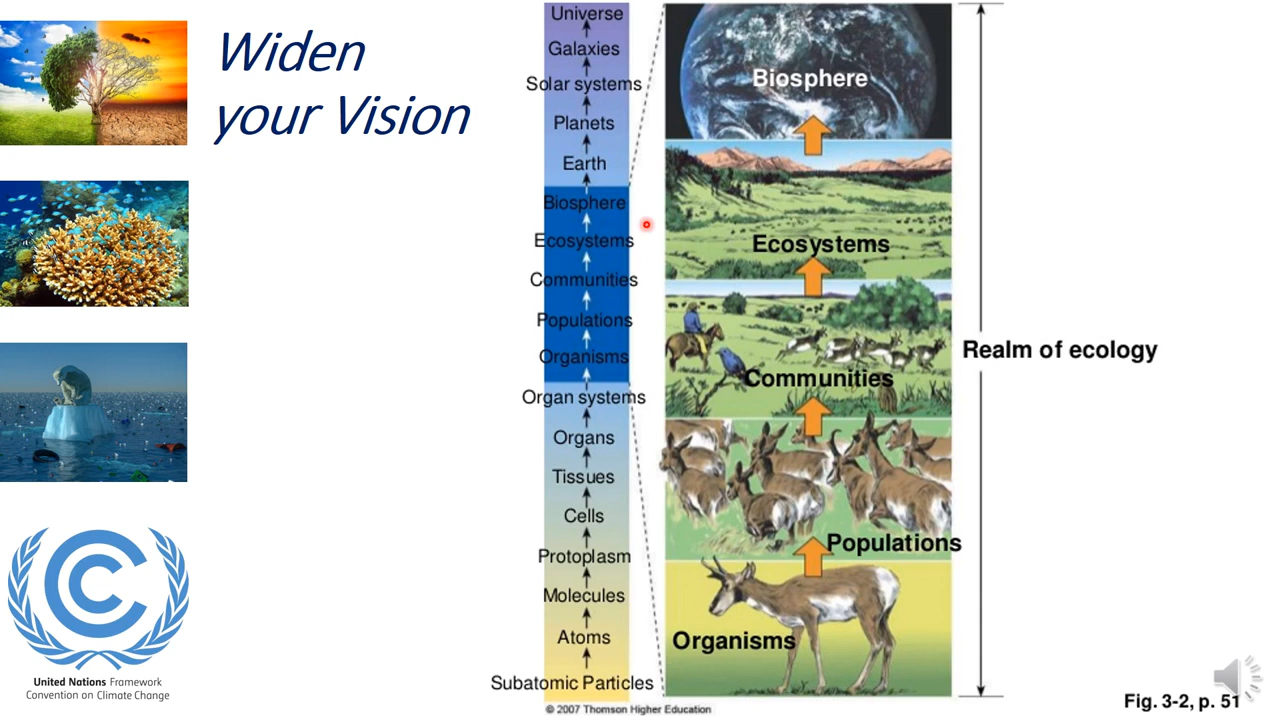 Widen
your Vision
Universe
Galaxies
Solar systems
Planets
Earth
Biosphere
Ecosystems
Communities
Populations
Organisms
Organ systems
Organs
Tissues
Cells
Protoplasm
Molecules
Atoms
Subatomic Particles
© 2007 Thomson Higher Education
Biosphere
Ecosystems
Communities
Populations
Organisms
Realm of ecology
Fig. 3-2, p. 51
United Nations Framework
Convention on Climate Change